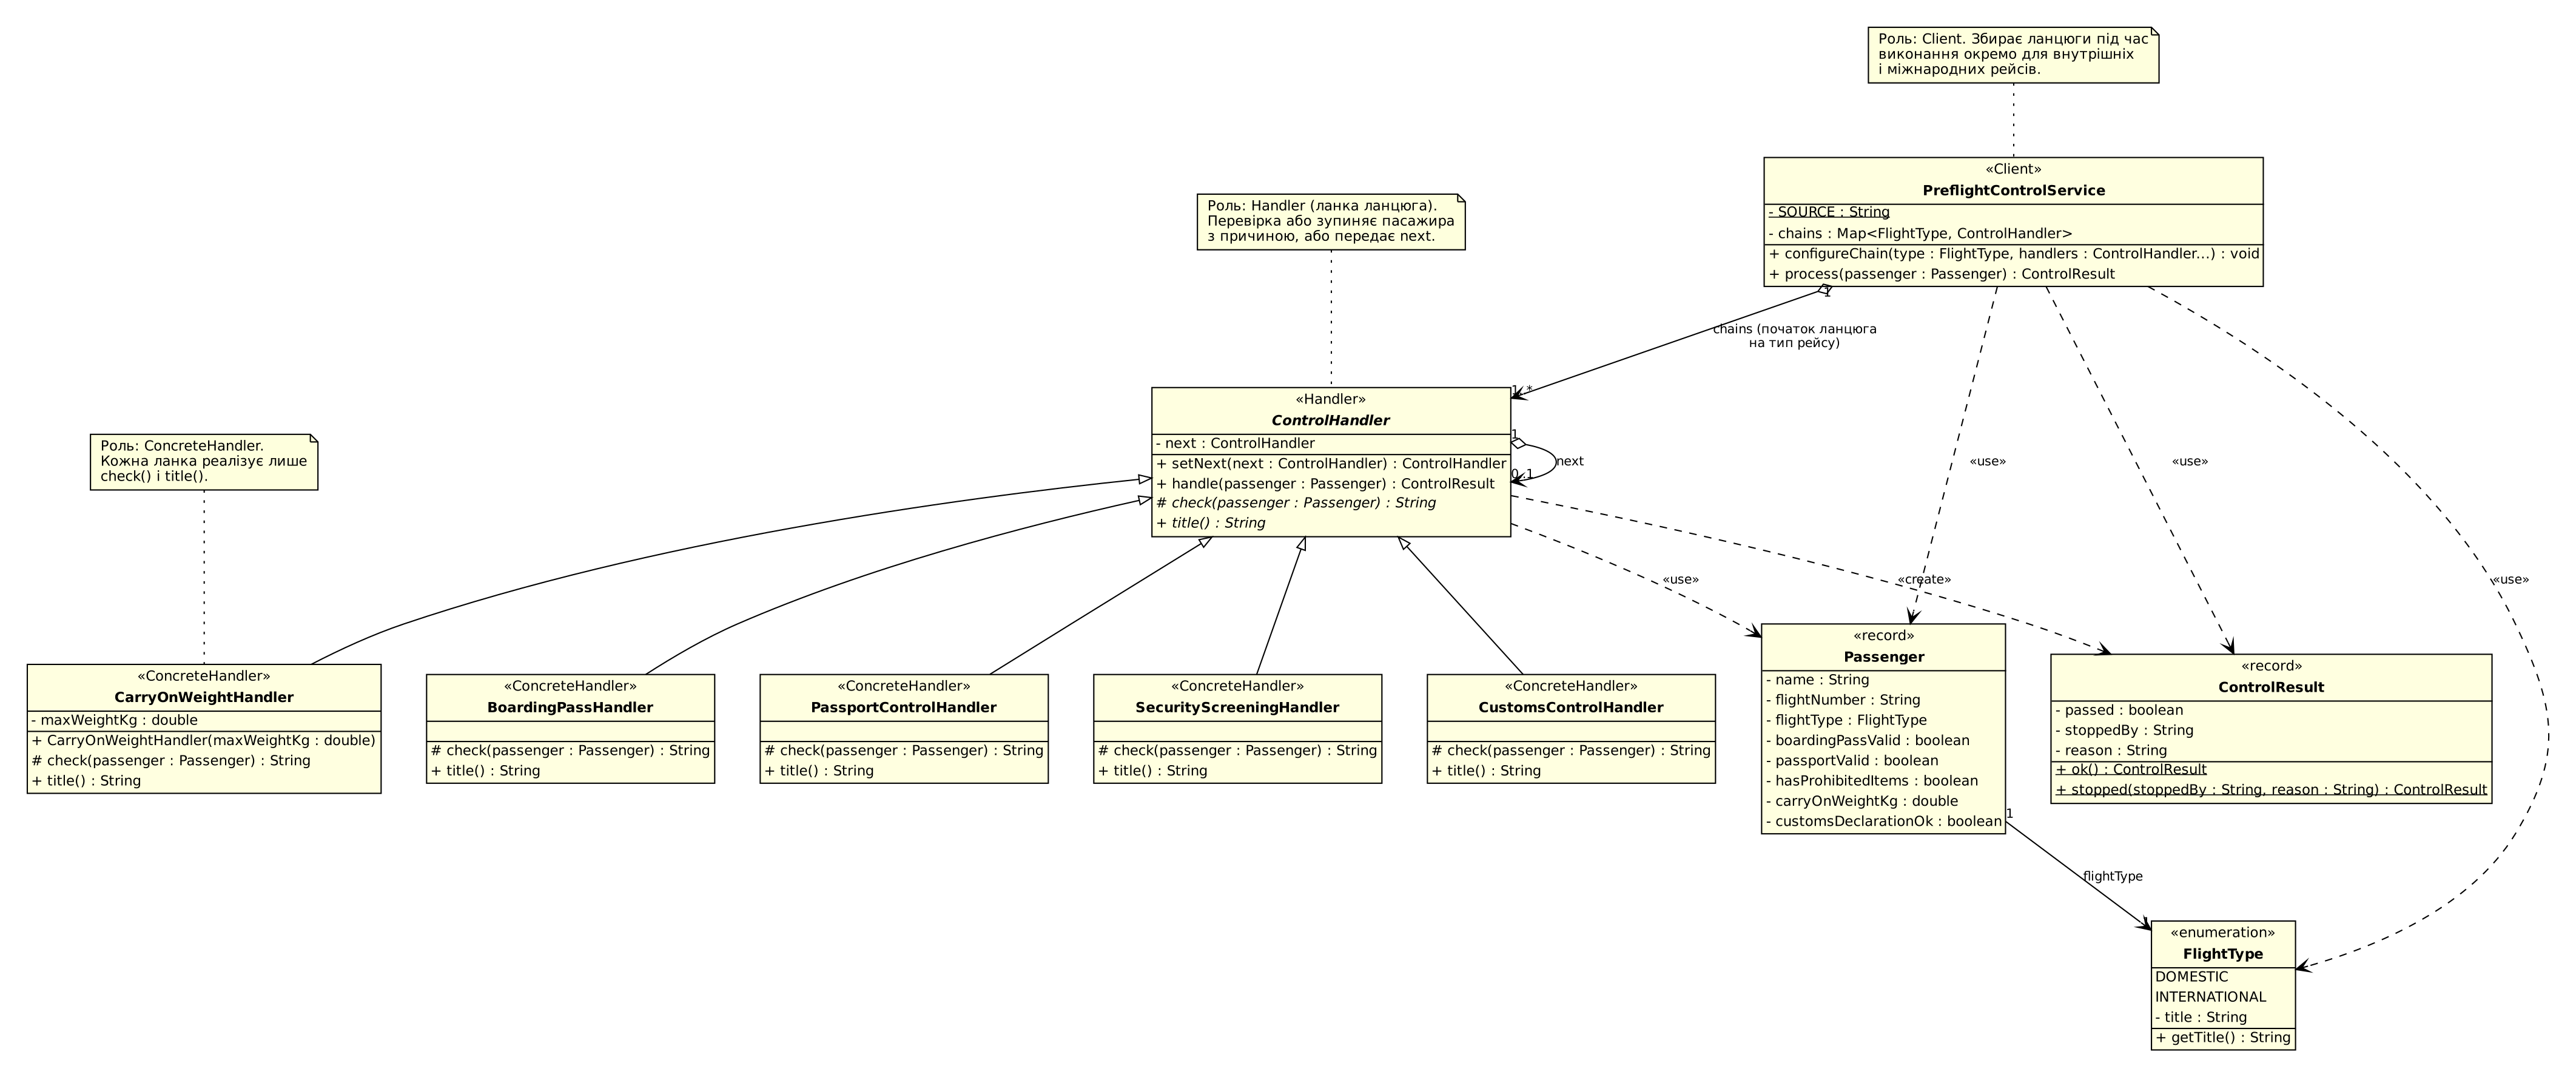 Роль: Client. Збирає ланцюги під час
виконання окремо для внутрішніх
і міжнародних рейсів.
«Client»
PreflightControlService
- SOURCE : String
- chains : Map<FlightType, ControlHandler>
+ configureChain(type : FlightType, handlers : ControlHandler...) : void
+ process(passenger : Passenger) : ControlResult
1
chains (початок ланцюга
на тип рейсу)
1..*
Роль: Handler (ланка ланцюга).
Перевірка або зупиняє пасажира
з причиною, або передає next.
«Handler»
ControlHandler
- next : ControlHandler
+ setNext(next : ControlHandler) : ControlHandler
+ handle(passenger : Passenger) : ControlResult
# check(passenger : Passenger) : String
+ title() : String
1
next
0..1
«use»
«use»
«use»
«create»
«use»
Роль: ConcreteHandler.
Кожна ланка реалізує лише
check() і title().
«ConcreteHandler»
CarryOnWeightHandler
- maxWeightKg : double
+ CarryOnWeightHandler(maxWeightKg : double)
# check(passenger : Passenger) : String
+ title() : String
«ConcreteHandler»
BoardingPassHandler
# check(passenger : Passenger) : String
+ title() : String
«ConcreteHandler»
PassportControlHandler
# check(passenger : Passenger) : String
+ title() : String
«ConcreteHandler»
SecurityScreeningHandler
# check(passenger : Passenger) : String
+ title() : String
«ConcreteHandler»
CustomsControlHandler
# check(passenger : Passenger) : String
+ title() : String
«record»
Passenger
- name : String
- flightNumber : String
- flightType : FlightType
- boardingPassValid : boolean
- passportValid : boolean
- hasProhibitedItems : boolean
- carryOnWeightKg : double
- customsDeclarationOk : boolean
«record»
ControlResult
- passed : boolean
- stoppedBy : String
- reason : String
+ ok() : ControlResult
+ stopped(stoppedBy : String, reason : String) : ControlResult
1
flightType
1
«enumeration»
FlightType
DOMESTIC
INTERNATIONAL
- title : String
+ getTitle() : String